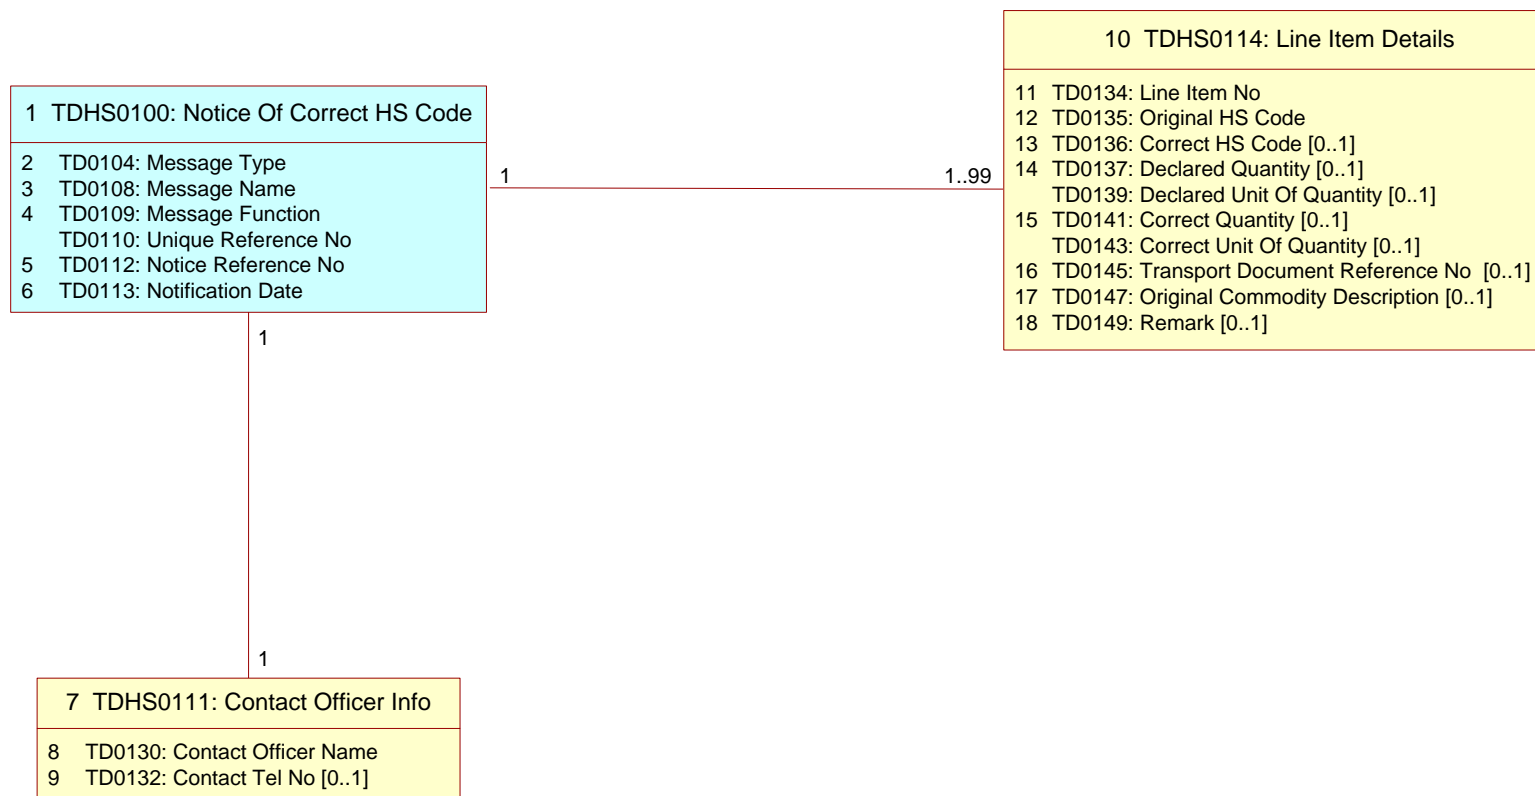 1 TDHS0100: Notice Of Correct HS Code
2 TD0104: Message Type
3 TD0108: Message Name
4 TD0109: Message Function
TD0110: Unique Reference No
5 TD0112: Notice Reference No
6 TD0113: Notification Date
1
1..99
10 TDHS0114: Line Item Details
11 TD0134: Line Item No
12 TD0135: Original HS Code
13 TD0136: Correct HS Code [0..1]
14 TD0137: Declared Quantity [0..1]
TD0139: Declared Unit Of Quantity [0..1]
15 TD0141: Correct Quantity [0..1]
TD0143: Correct Unit Of Quantity [0..1]
16 TD0145: Transport Document Reference No [0..1]
17 TD0147: Original Commodity Description [0..1]
18 TD0149: Remark [0..1]
1
1
7 TDHS0111: Contact Officer Info
8 TD0130: Contact Officer Name
9 TD0132: Contact Tel No [0..1]